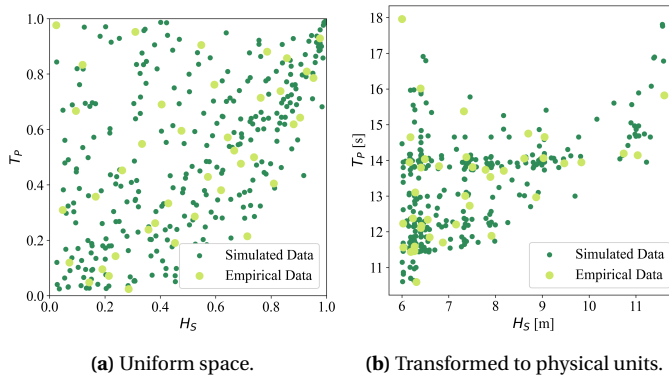 1.0
0.8
0.6
0.4
0.2
0.0
T_P
0.0 0.2 0.4 0.6 0.8 1.0
H_S
Simulated Data
Empirical Data
(a) Uniform space.
18
17
16
15
14
13
12
11
T_P [s]
6 7 8 9 10 11
H_S [m]
Simulated Data
Empirical Data
(b) Transformed to physical units.